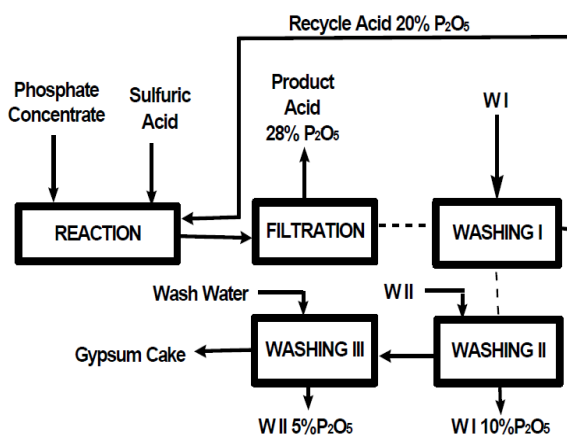 Recycle Acid 20% P₂O₅
Phosphate
Concentrate
Sulfuric
Acid
Product
Acid
28% P₂O₅
W I
REACTION
FILTRATION
WASHING I
Wash Water
W II
Gypsum Cake
WASHING III
WASHING II
W II 5%P₂O₅
W I 10%P₂O₅